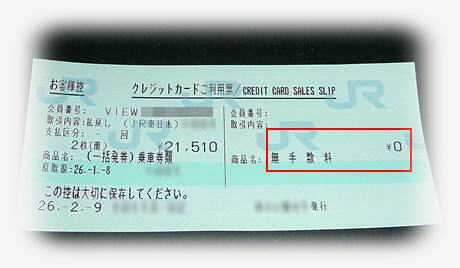 お客様控 クレジットカードご利用票/CREDIT CARD SALES SLIP
会員番号: VIEW
取引内容:払戻し (JR東日本)
支払区分: - 回
2枚(冊) ¥21,510
商品名: (一括発券)乗車券類
原取扱:26.-1.-8
この控は大切に保存してください。
26.-2.-9
会員番号:
取引内容:
¥0
商品名: 無手数料
発行
JR